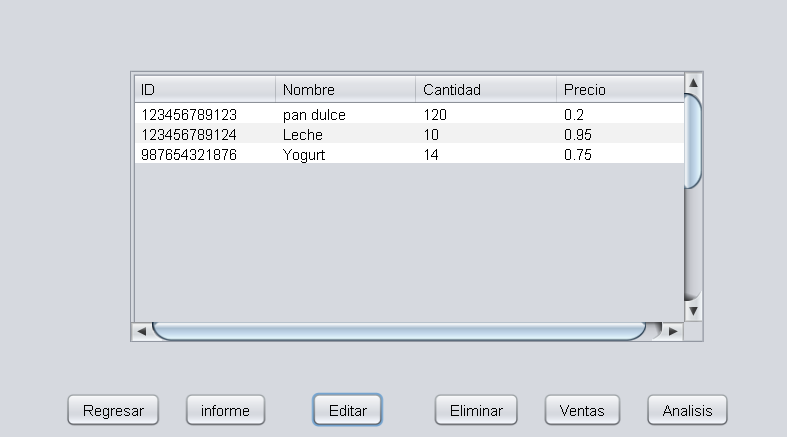 ID Nombre Cantidad Precio
123456789123 pan dulce 120 0.2
123456789124 Leche 10 0.95
987654321876 Yogurt 14 0.75
Regresar informe Editar Eliminar Ventas Analisis